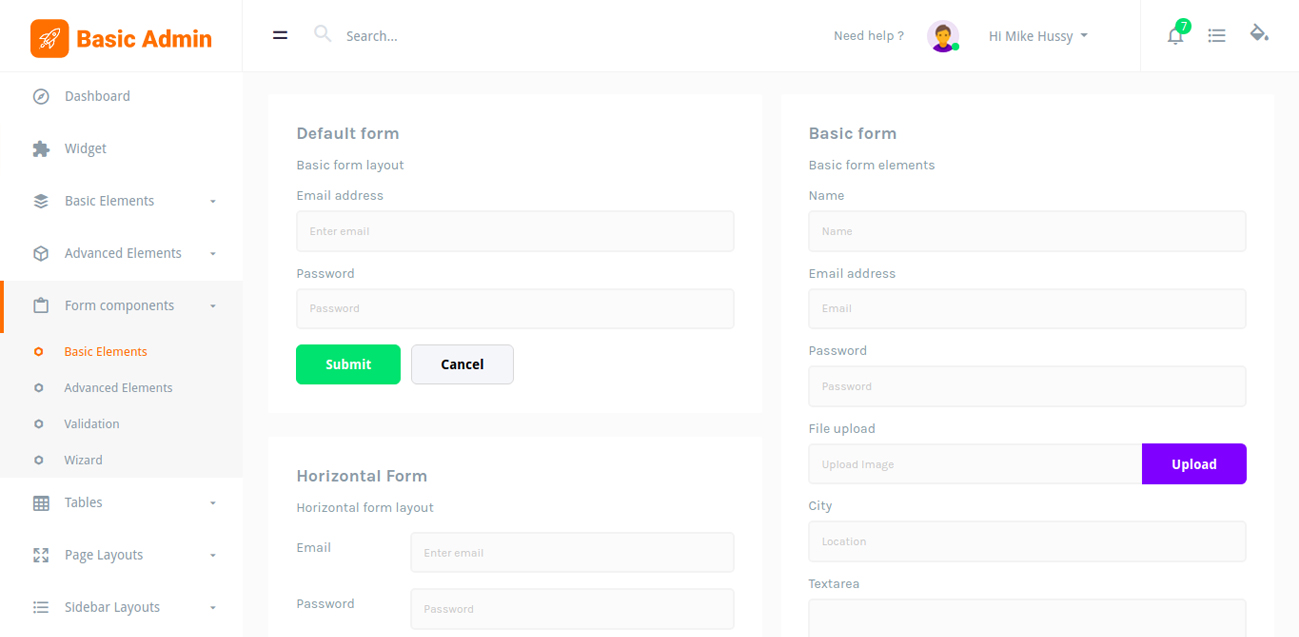 Basic Admin
Search...
Need help ?
Hi Mike Hussy
7
Dashboard
Widget
Basic Elements
Advanced Elements
Form components
Basic Elements
Advanced Elements
Validation
Wizard
Tables
Page Layouts
Sidebar Layouts
Default form
Basic form layout
Email address
Enter email
Password
Password
Submit
Cancel
Horizontal Form
Horizontal form layout
Email
Enter email
Password
Password
Basic form
Basic form elements
Name
Name
Email address
Email
Password
Password
File upload
Upload Image
Upload
City
Location
Textarea